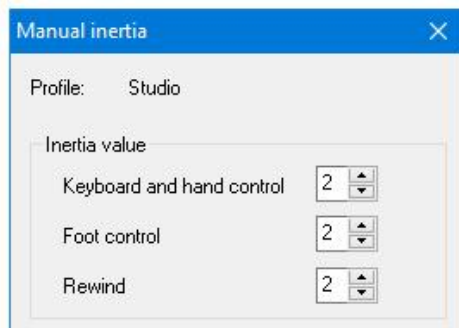 Manual inertia
Profile: Studio
Inertia value
Keyboard and hand control 2
Foot control 2
Rewind 2